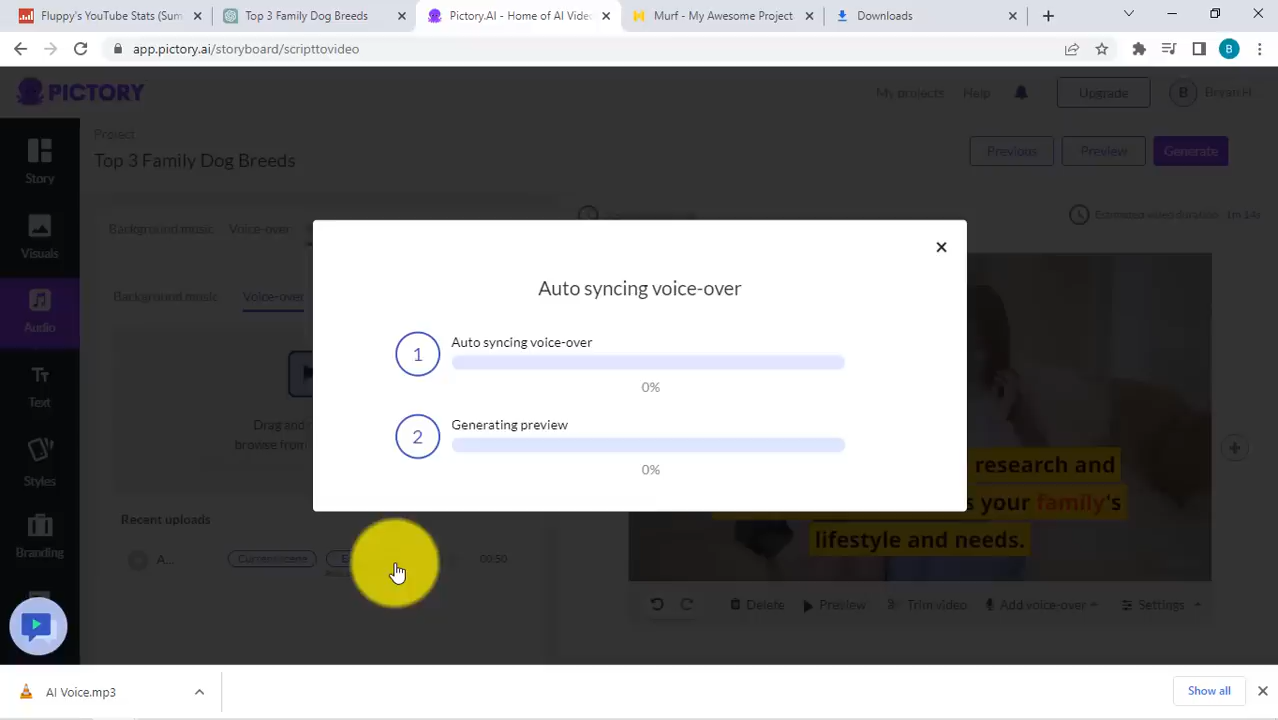 Fluppy's YouTube Stats (Sum
Top 3 Family Dog Breeds
Pictory.AI - Home of AI Video
Murf - My Awesome Project
Downloads
app.pictory.ai/storyboard/scripttovideo
B
PICTORY
My projects
Help
Upgrade
B
Bryan H
Project
Top 3 Family Dog Breeds
Previous
Preview
Generate
Story
Visuals
Audio
Text
Styles
Branding
Background music
Voice-over
Estimated video duration: 1m 14s
Background music
Voice-over
Drag and
browse from
Recent uploads
A...
Current scene
00:50
Auto syncing voice-over
1
Auto syncing voice-over
0%
2
Generating preview
0%
research and
s your family's
lifestyle and needs.
Delete
Preview
Trim video
Add voice-over
Settings
AI Voice.mp3
Show all